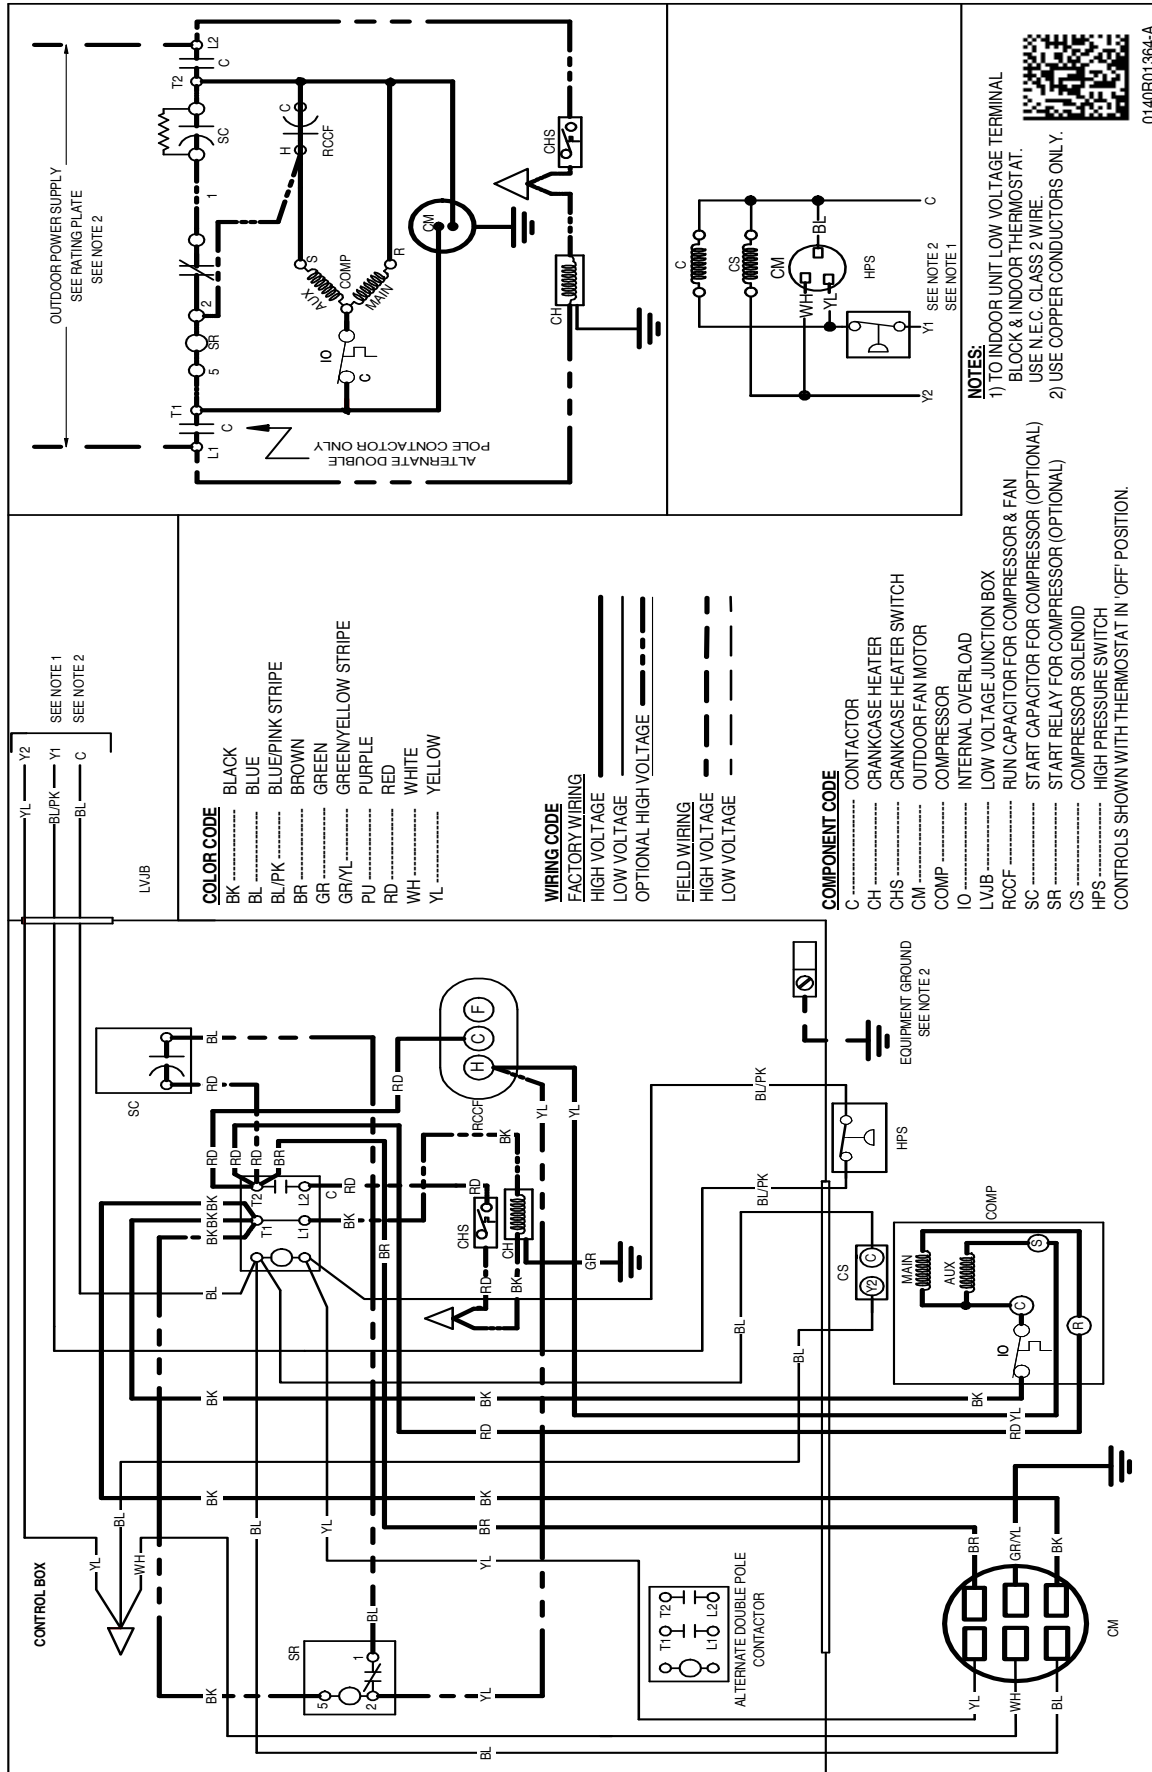 OUTDOOR POWER SUPPLY
SEE RATING PLATE
SEE NOTE 2
L1
C
T1
5
SR
2
1
SC
T2
C
L2
ALTERNATE DOUBLE
POLE CONTACTOR ONLY
C
IO
AUX
S
COMP
MAIN
R
H
C
RCCF
CM
CH
CHS
Y2
Y1
SEE NOTE 2
SEE NOTE 1
C
C
CS
CM
WH
YL
BL
HPS
NOTES:
1) TO INDOOR UNIT LOW VOLTAGE TERMINAL
BLOCK & INDOOR THERMOSTAT.
USE N.E.C. CLASS 2 WIRE.
2) USE COPPER CONDUCTORS ONLY.
0140R01364-A
YL
Y2
BL/PK
Y1
BL
C
SEE NOTE 1
SEE NOTE 2
LVJB
COLOR CODE
BK ---------- BLACK
BL ---------- BLUE
BL/PK ------ BLUE/PINK STRIPE
BR ---------- BROWN
GR ---------- GREEN
GR/YL ------ GREEN/YELLOW STRIPE
PU ---------- PURPLE
RD ---------- RED
WH ---------- WHITE
YL ---------- YELLOW
WIRING CODE
FACTORY WIRING
HIGH VOLTAGE
LOW VOLTAGE
OPTIONAL HIGH VOLTAGE
FIELD WIRING
HIGH VOLTAGE
LOW VOLTAGE
COMPONENT CODE
C ------------ CONTACTOR
CH ---------- CRANKCASE HEATER
CHS --------- CRANKCASE HEATER SWITCH
CM ---------- OUTDOOR FAN MOTOR
COMP -------- COMPRESSOR
IO ------------ INTERNAL OVERLOAD
LVJB --------- LOW VOLTAGE JUNCTION BOX
RCCF -------- RUN CAPACITOR FOR COMPRESSOR & FAN
SC ----------- START CAPACITOR FOR COMPRESSOR (OPTIONAL)
SR ----------- START RELAY FOR COMPRESSOR (OPTIONAL)
CS ----------- COMPRESSOR SOLENOID
HPS ---------- HIGH PRESSURE SWITCH
CONTROLS SHOWN WITH THERMOSTAT IN 'OFF' POSITION.
CONTROL BOX
YL
BL
WH
BK
SR
5
2
1
BL
YL
BK
BL
YL
BK
BR
YL
BK
RD
BL
BK BK BK
T1
L1
T2
L2
C
RD
RD
RD
BR
SC
RD
BL
RD
BK
BR
CHS
RD
RD
CH
BK
BK
GR
RCCF
H
C
F
RD
YL
YL
BL/PK
BL/PK
BL
BL
BK
BR
YL
ALTERNATE DOUBLE POLE
CONTACTOR
T1
T2
L1
L2
EQUIPMENT GROUND
SEE NOTE 2
HPS
CS
Y2
C
COMP
MAIN
AUX
S
C
IO
R
BK
YL
RD
BR
GR/YL
BK
YL
WH
BL
CM
BL